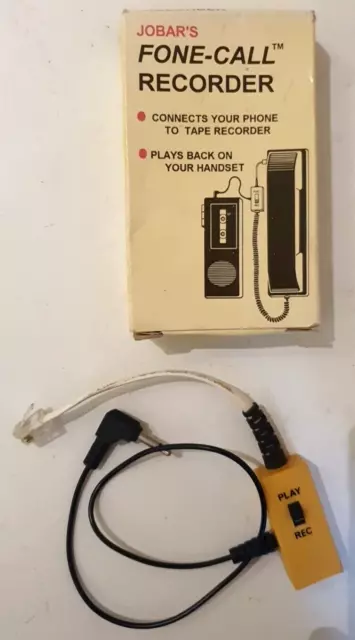 JOBAR'S
FONE-CALL™
RECORDER
CONNECTS YOUR PHONE
TO TAPE RECORDER
PLAYS BACK ON
YOUR HANDSET
PLAY
REC